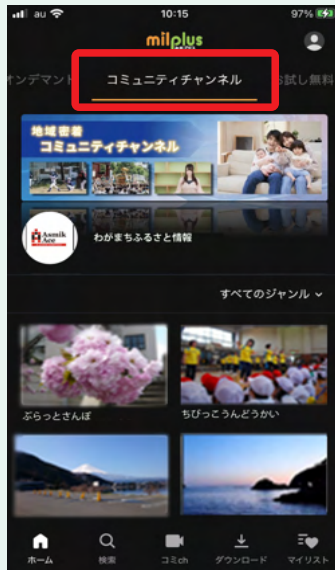 au
10:15
97%
milplus
オンデマンド
コミュニティチャンネル
お試し無料
地域密着
コミュニティチャンネル
Asmik
Ace
わがまちふるさと情報
すべてのジャンル
ぶらっとさんぽ
ちびっこうんどうかい
ホーム
検索
コミch
ダウンロード
マイリスト